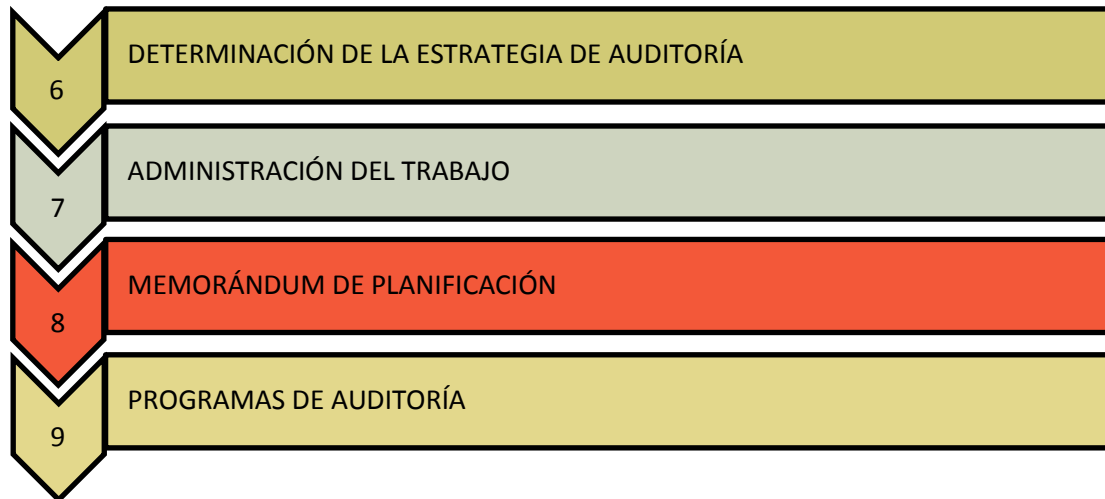 6
DETERMINACIÓN DE LA ESTRATEGIA DE AUDITORÍA
7
ADMINISTRACIÓN DEL TRABAJO
8
MEMORÁNDUM DE PLANIFICACIÓN
9
PROGRAMAS DE AUDITORÍA